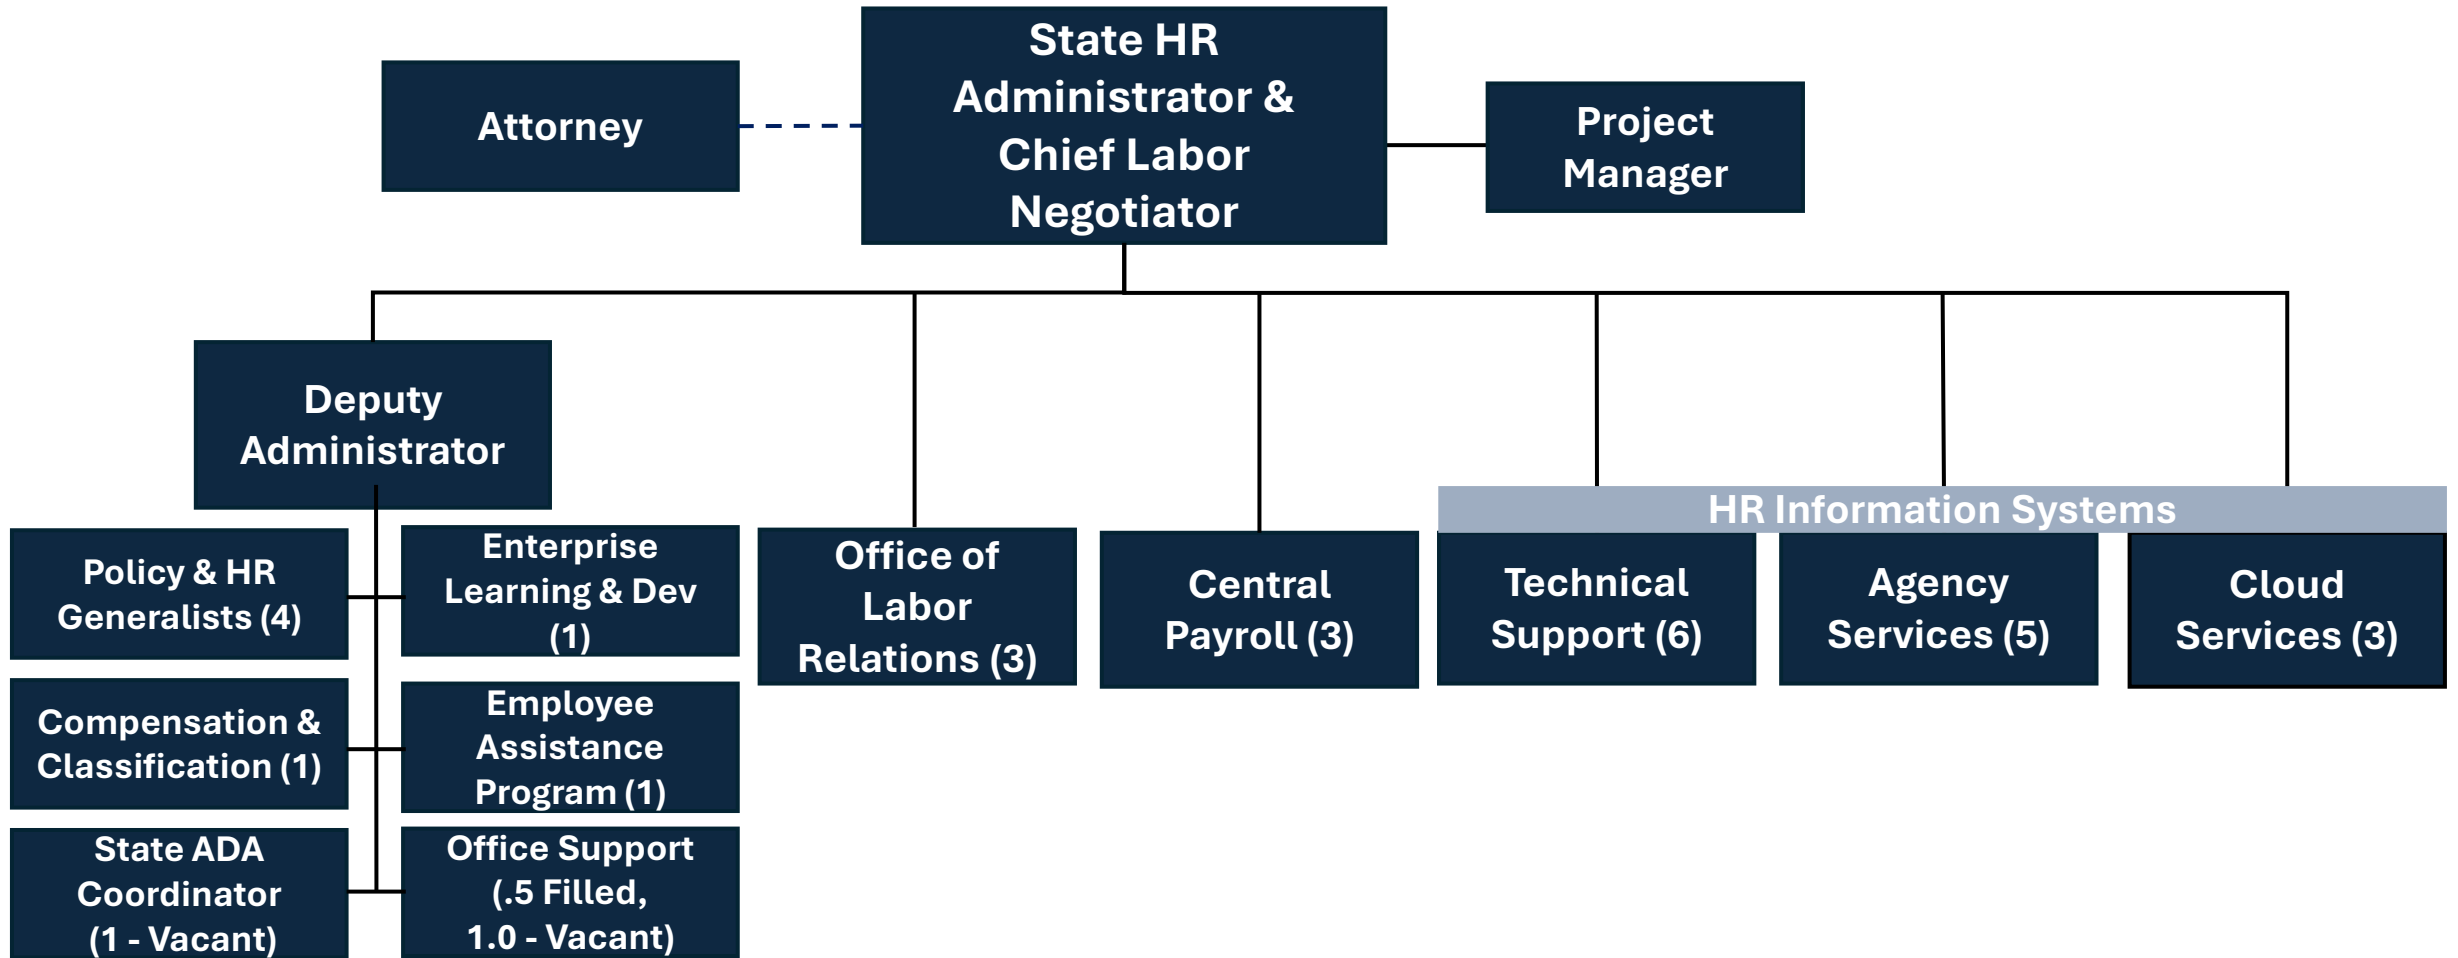 State HR
Administrator &
Chief Labor
Negotiator
Attorney
Project
Manager
Deputy
Administrator
HR Information Systems
Policy & HR
Generalists (4)
Enterprise
Learning & Dev
(1)
Office of
Labor
Relations (3)
Central
Payroll (3)
Technical
Support (6)
Agency
Services (5)
Cloud
Services (3)
Compensation &
Classification (1)
Employee
Assistance
Program (1)
State ADA
Coordinator
(1 - Vacant)
Office Support
(.5 Filled,
1.0 - Vacant)